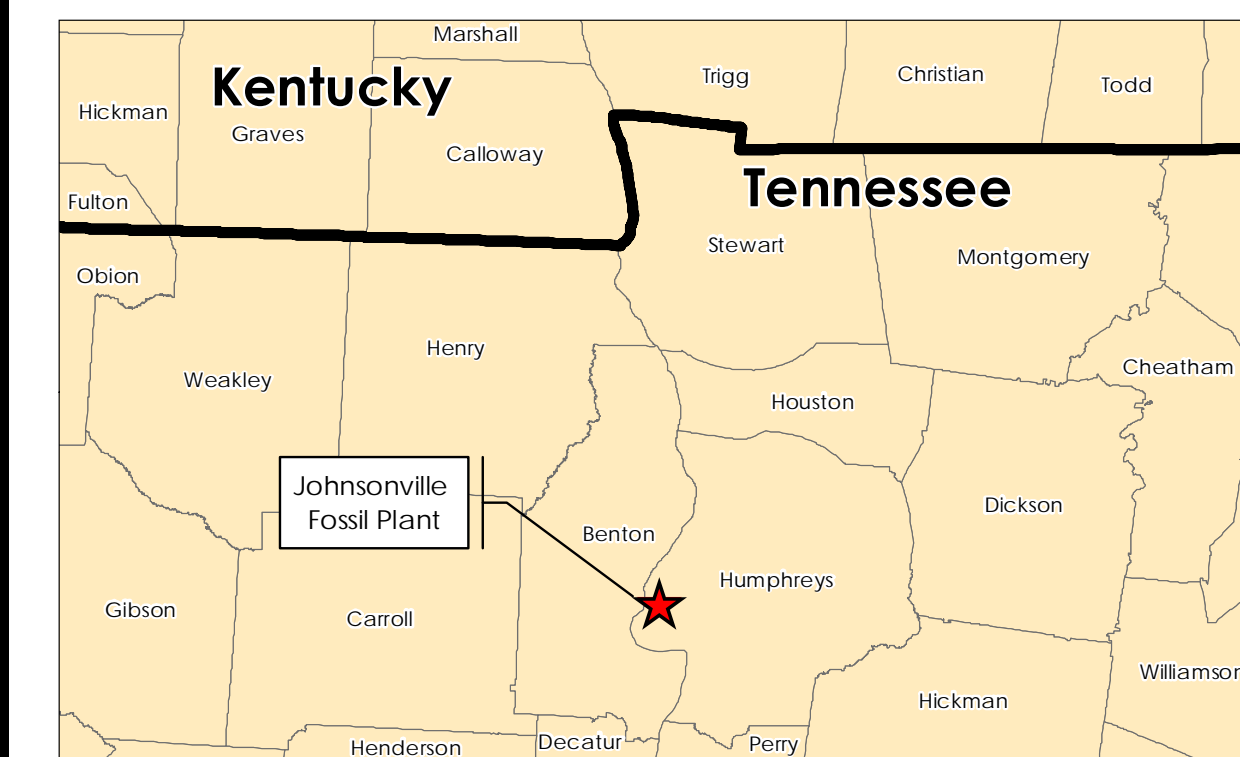 Marshall
Trigg
Christian
Todd
Kentucky
Hickman
Graves
Calloway
Fulton
Tennessee
Stewart
Montgomery
Obion
Henry
Weakley
Cheatham
Houston
Johnsonville
Fossil Plant
Dickson
Benton
Humphreys
Gibson
Carroll
Williamson
Hickman
Decatur
Perry
Henderson